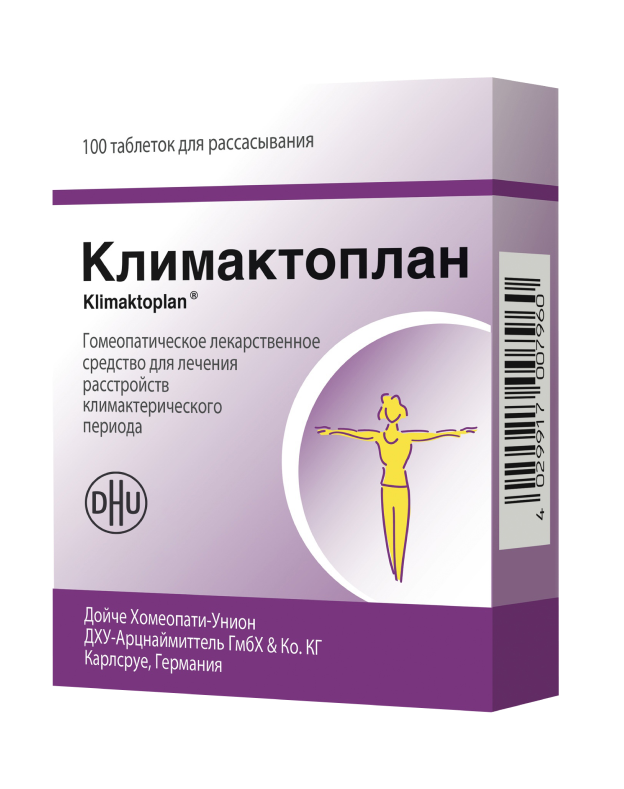 100 таблеток для рассасывания
Климактоплан
Klimaktoplan®
Гомеопатическое лекарственное
средство для лечения
расстройств
климактерического
периода
DHU
Дойче Хомеопати-Унион
ДХУ-Арцнаймиттель ГмбХ & Ко. КГ
Карлсруе, Германия
4 029917 007960